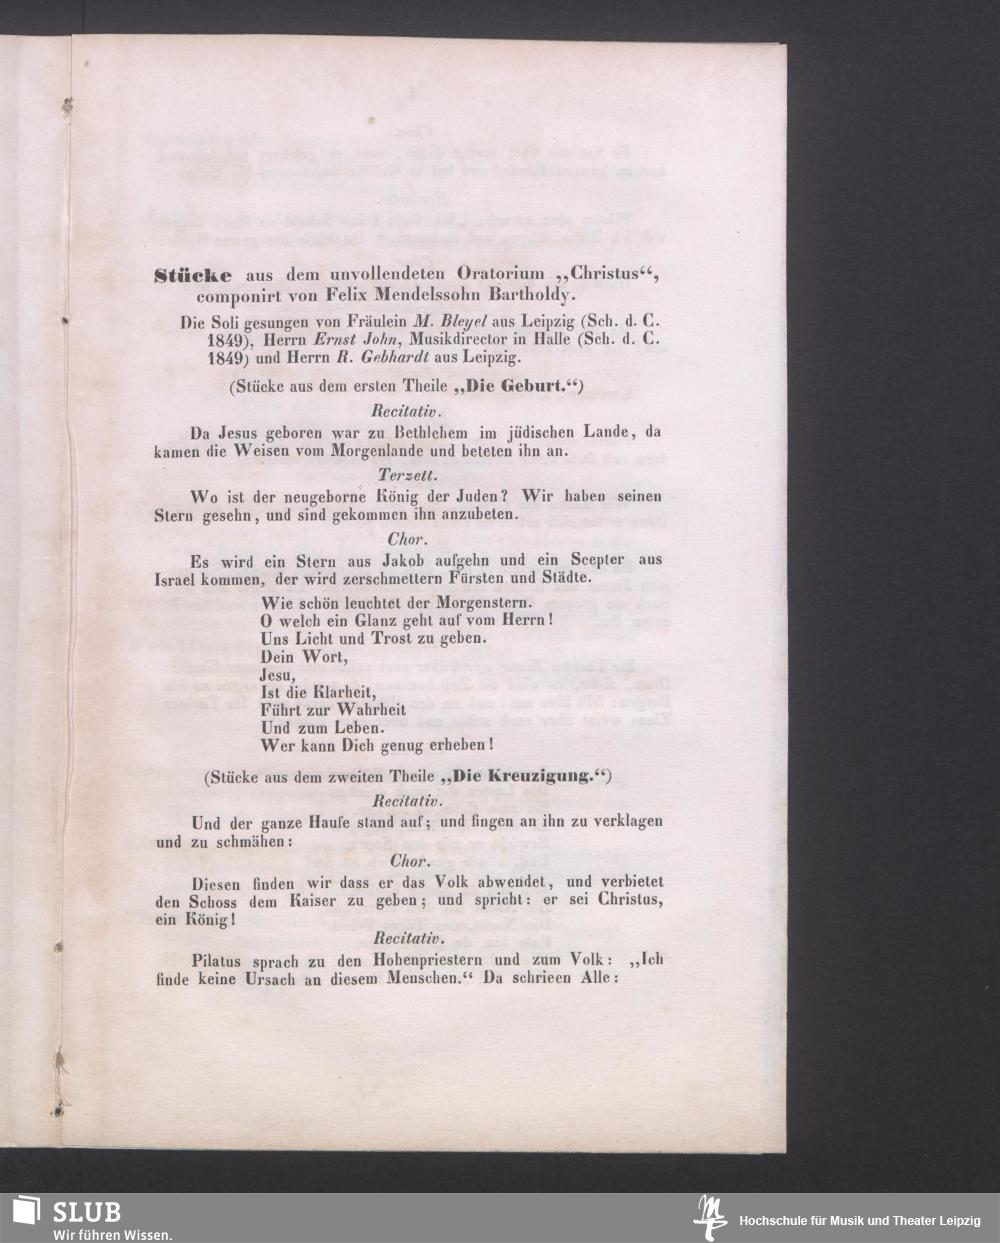 Stücke aus dem unvollendeten Oratorium ,,Christus“,
componirt von Felix Mendelssohn Bartholdy.
Die Soli gesungen von Fräulein M. Bleyel aus Leipzig (Sch. d. C.
1849), Herrn Ernst John, Musikdirector in Halle (Sch. d. C.
1849) und Herrn R. Gebhardt aus Leipzig.
(Stücke aus dem ersten Theile ,,Die Geburt.“)
Recitativ.
Da Jesus geboren war zu Bethlehem im jüdischen Lande, da
kamen die Weisen vom Morgenlande und beteten ihn an.
Terzett.
Wo ist der neugeborne König der Juden? Wir haben seinen
Stern gesehn, und sind gekommen ihn anzubeten.
Chor.
Es wird ein Stern aus Jakob aufgehn und ein Scepter aus
Israel kommen, der wird zerschmettern Fürsten und Städte.
Wie schön leuchtet der Morgenstern.
O welch ein Glanz geht auf vom Herrn!
Uns Licht und Trost zu geben.
Dein Wort,
Jesu,
Ist die Klarheit,
Führt zur Wahrheit
Und zum Leben.
Wer kann Dich genug erheben!
(Stücke aus dem zweiten Theile ,,Die Kreuzigung.“)
Recitativ.
Und der ganze Haufe stand auf; und fingen an ihn zu verklagen
und zu schmähen:
Chor.
Diesen finden wir dass er das Volk abwendet, und verbietet
den Schoss dem Kaiser zu geben; und spricht: er sei Christus,
ein König!
Recitativ.
Pilatus sprach zu den Hohenpriestern und zum Volk: ,,Ich
finde keine Ursach an diesem Menschen.“ Da schrieen Alle:
SLUB
Wir führen Wissen.
Hochschule für Musik und Theater Leipzig